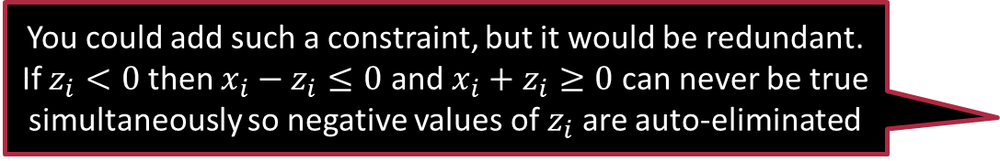 You could add such a constraint, but it would be redundant.
If $z_i < 0$ then $x_i - z_i \leq 0$ and $x_i + z_i \geq 0$ can never be true
simultaneously so negative values of $z_i$ are auto-eliminated